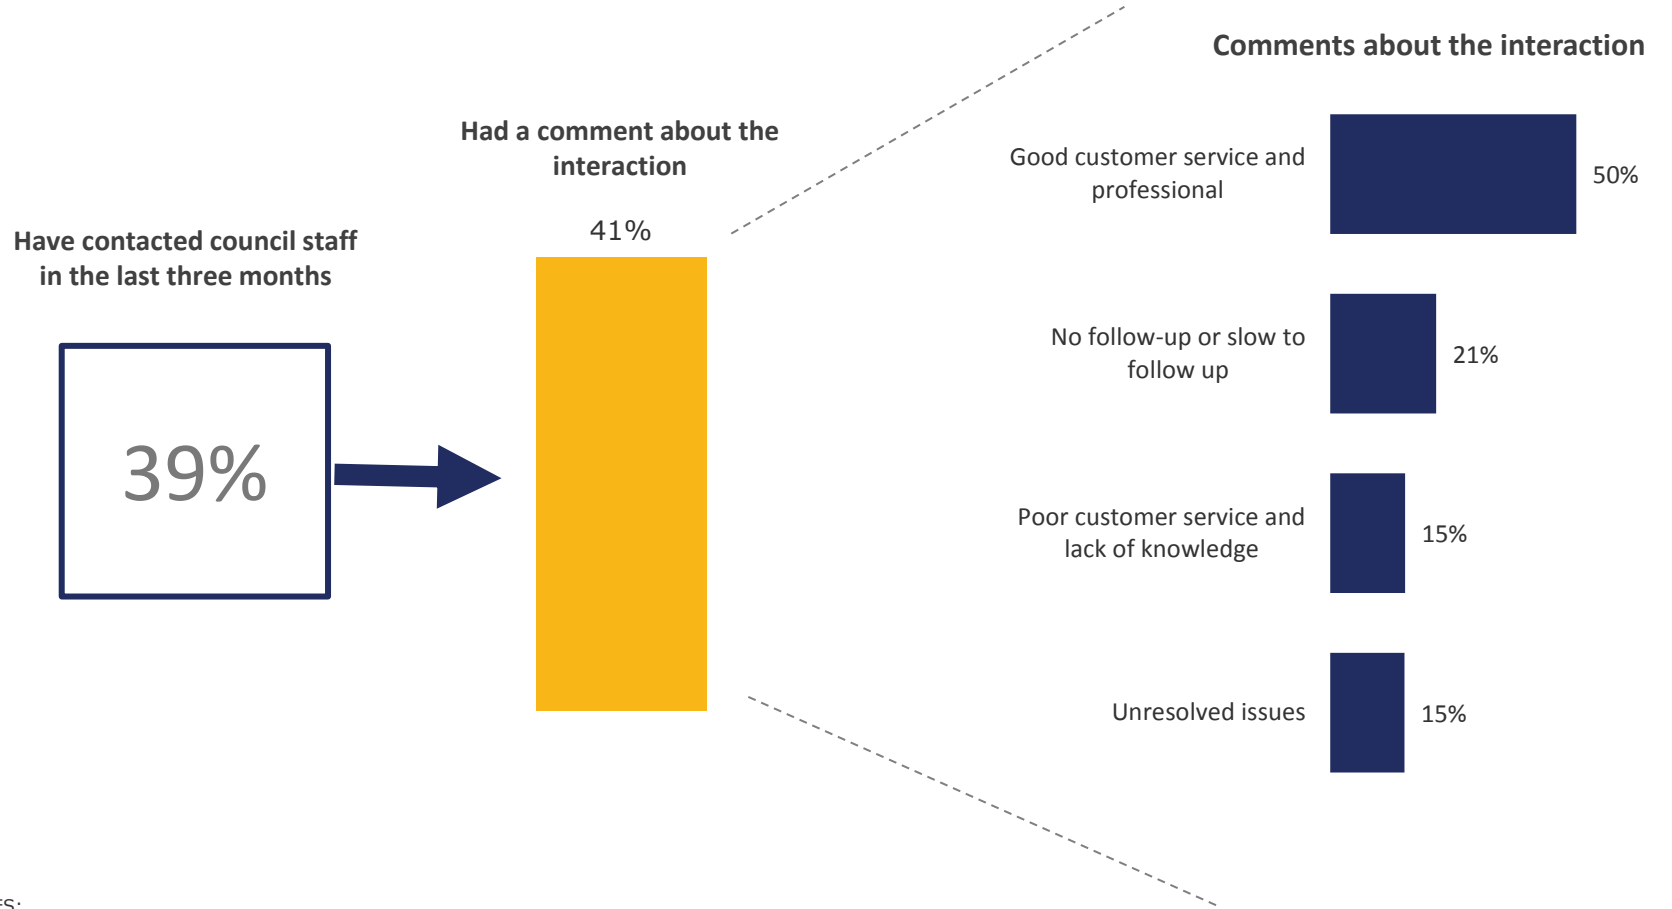 Comments about the interaction
Had a comment about the
interaction
41%
Have contacted council staff
in the last three months
39%
Good customer service and
professional
50%
No follow-up or slow to
follow up
21%
Poor customer service and
lack of knowledge
15%
Unresolved issues
15%